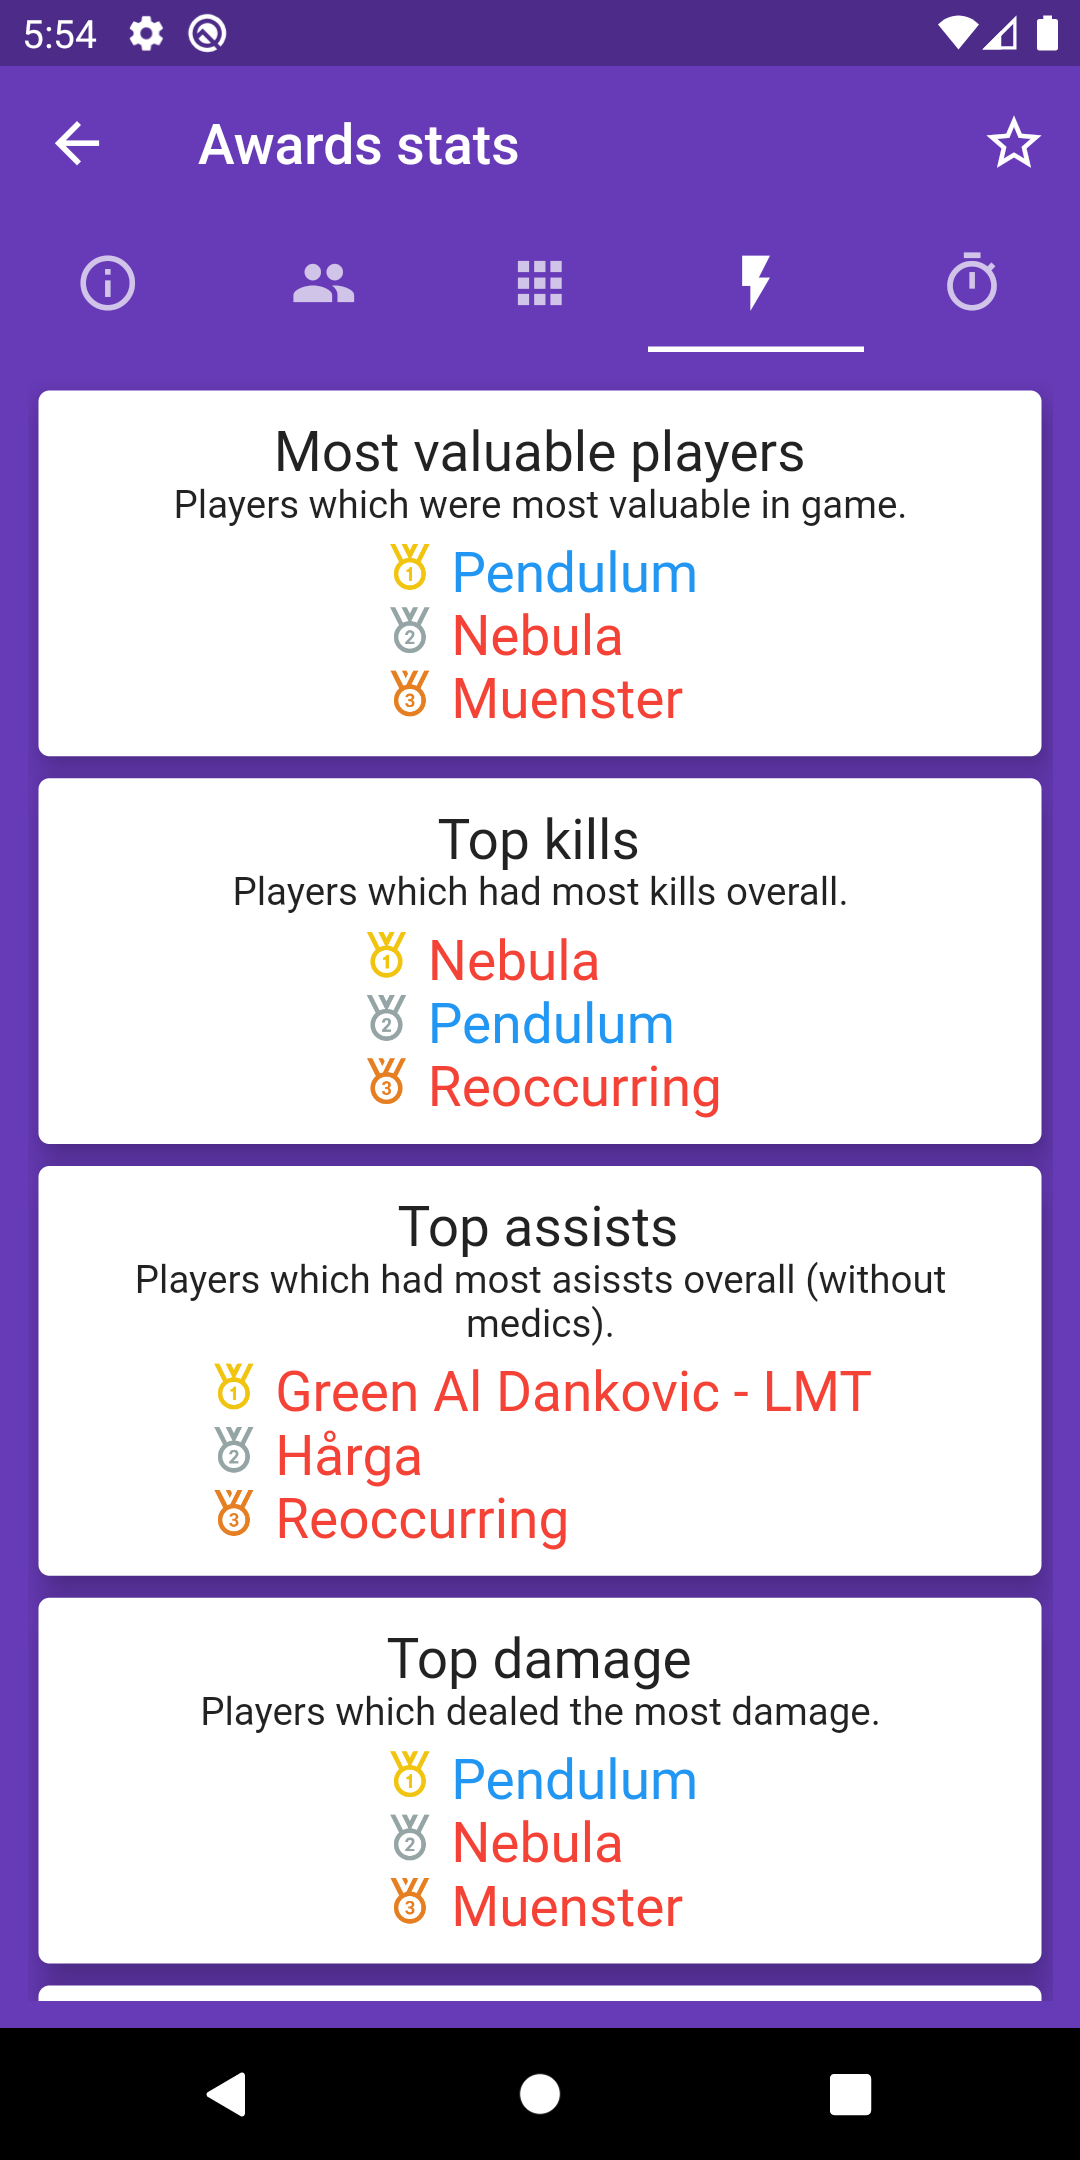 5:54
Awards stats
Most valuable players
Players which were most valuable in game.
1 Pendulum
2 Nebula
3 Muenster
Top kills
Players which had most kills overall.
1 Nebula
2 Pendulum
3 Reoccurring
Top assists
Players which had most asissts overall (without
medics).
1 Green Al Dankovic - LMT
2 Hårga
3 Reoccurring
Top damage
Players which dealed the most damage.
1 Pendulum
2 Nebula
3 Muenster